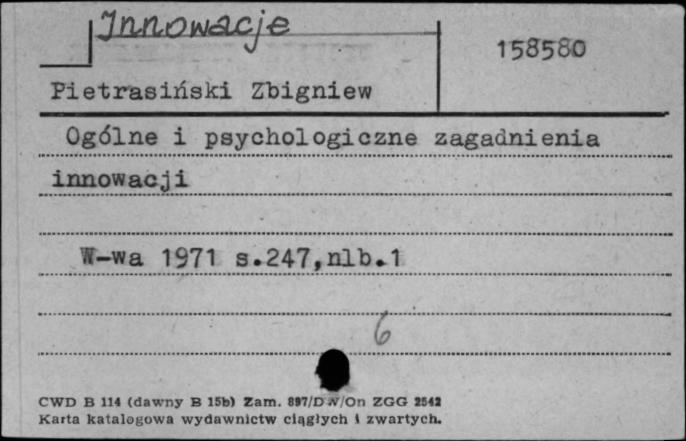 Innowacje
158580
Pietrasiński Zbigniew
Ogólne i psychologiczne zagadnienia
innowacji
W-wa 1971 s.247,nlb.1
6
CWD B 114 (dawny B 15b) Zam. 897/DW/On ZGG 2542
Karta katalogowa wydawnictw ciągłych i zwartych.